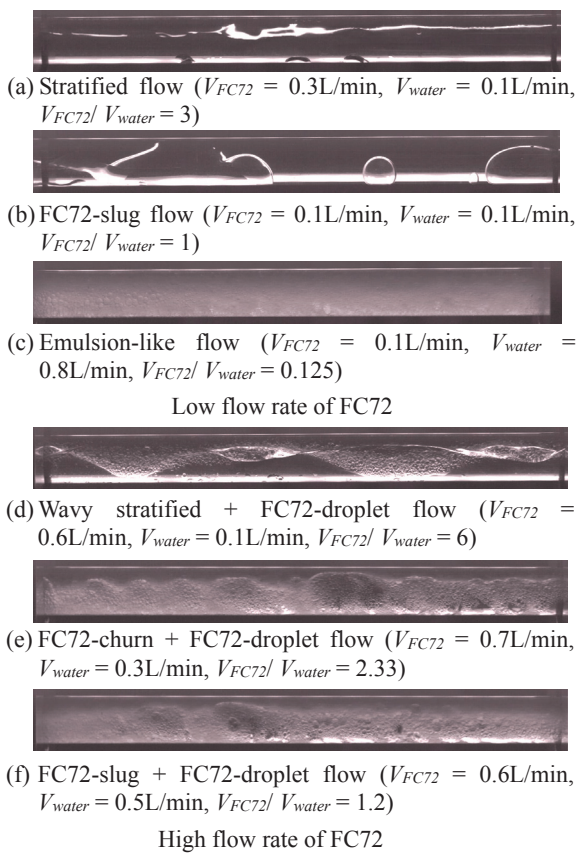 (a) Stratified flow (VFC72 = 0.3L/min, Vwater = 0.1L/min,
VFC72/ Vwater = 3)
(b) FC72-slug flow (VFC72 = 0.1L/min, Vwater = 0.1L/min,
VFC72/ Vwater = 1)
(c) Emulsion-like flow (VFC72 = 0.1L/min, Vwater =
0.8L/min, VFC72/ Vwater = 0.125)
Low flow rate of FC72
(d) Wavy stratified + FC72-droplet flow (VFC72 =
0.6L/min, Vwater = 0.1L/min, VFC72/ Vwater = 6)
(e) FC72-churn + FC72-droplet flow (VFC72 = 0.7L/min,
Vwater = 0.3L/min, VFC72/ Vwater = 2.33)
(f) FC72-slug + FC72-droplet flow (VFC72 = 0.6L/min,
Vwater = 0.5L/min, VFC72/ Vwater = 1.2)
High flow rate of FC72